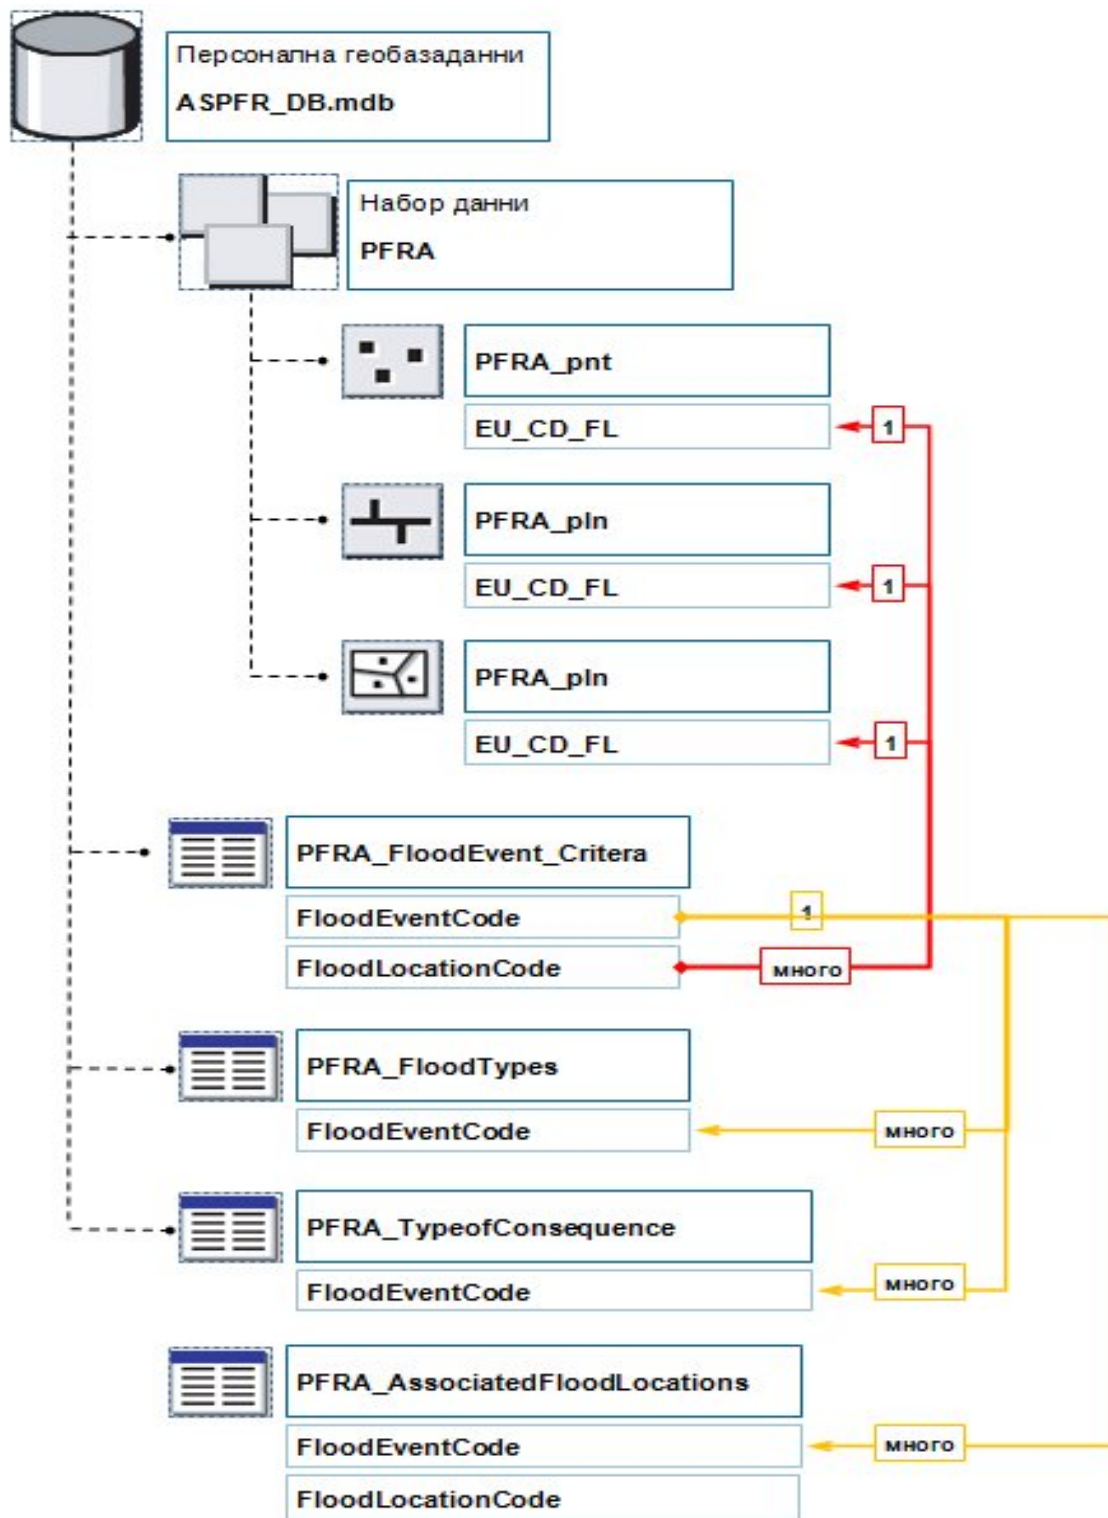 Персонална геобазаданни
ASPFR_DB.mdb
Набор данни
PFRA
PFRA_pnt
EU_CD_FL
1
PFRA_pln
EU_CD_FL
1
PFRA_pln
EU_CD_FL
1
PFRA_FloodEvent_Critera
FloodEventCode
1
FloodLocationCode
много
PFRA_FloodTypes
FloodEventCode
много
PFRA_TypeofConsequence
FloodEventCode
много
PFRA_AssociatedFloodLocations
FloodEventCode
много
FloodLocationCode